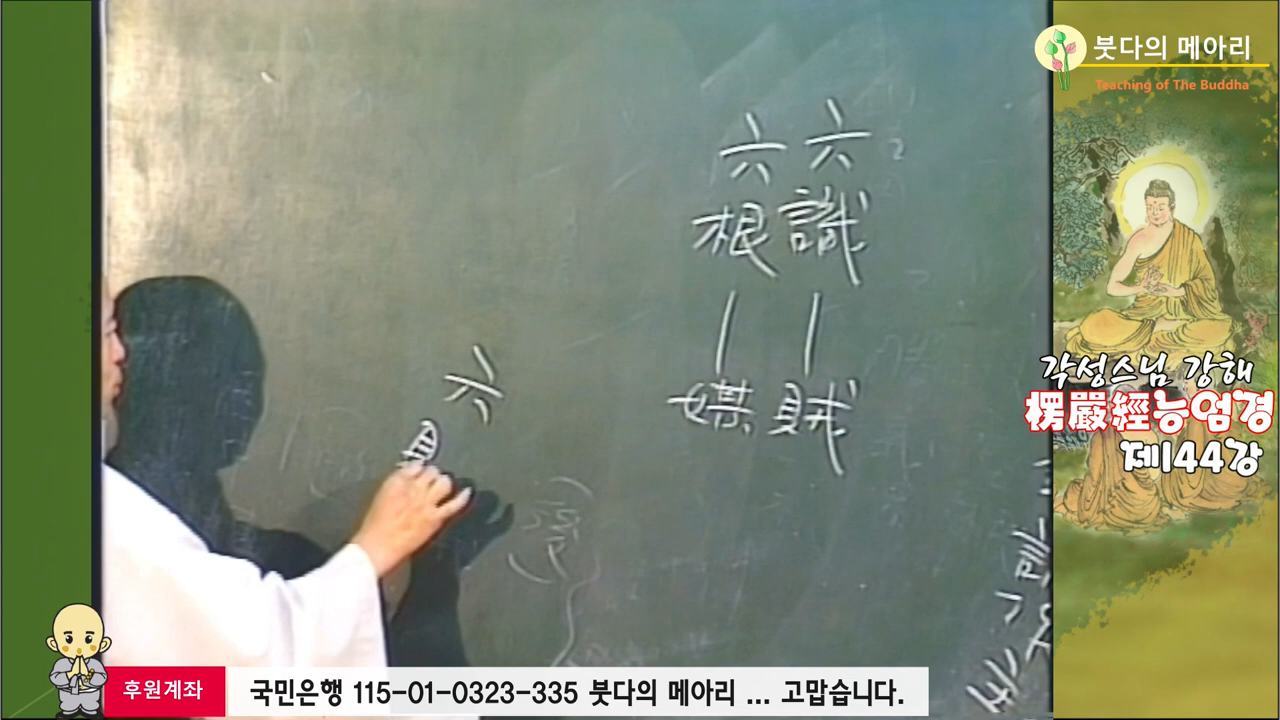 붓다의 메아리
Teaching of The Buddha
六 六
根 識
媒 賊
六
각성스님 강해
楞嚴經능엄경
제144강
후원계좌
국민은행 115-01-0323-335 붓다의 메아리 ... 고맙습니다.